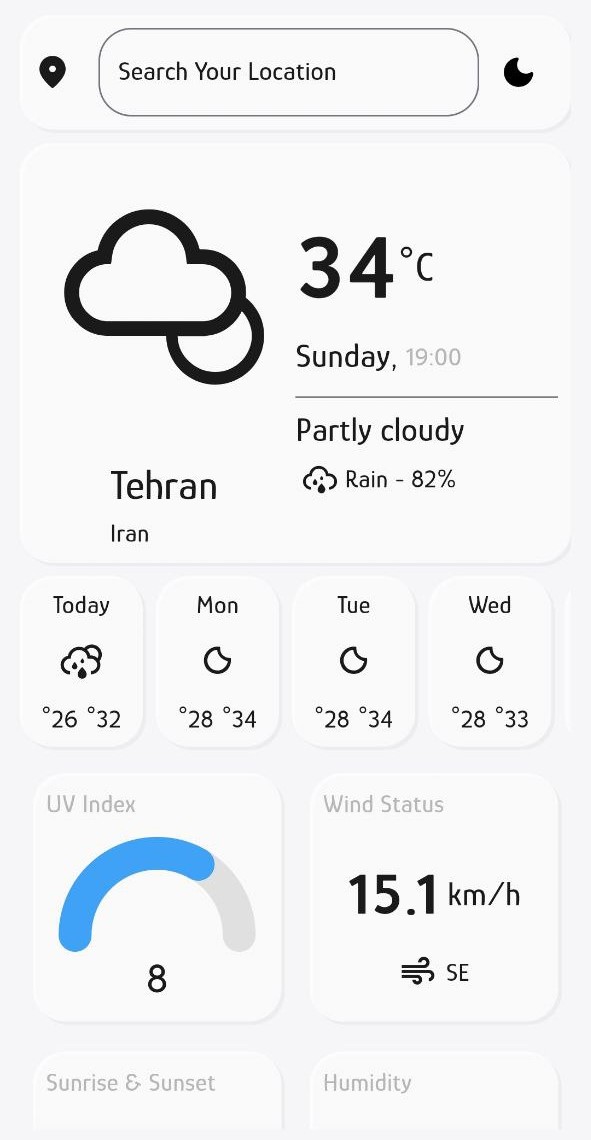 Search Your Location
34°C
Sunday, 19:00
Partly cloudy
Rain - 82%
Tehran
Iran
Today Mon Tue Wed
°26 °32 °28 °34 °28 °34 °28 °33
UV Index
8
Wind Status
15.1 km/h
SE
Sunrise & Sunset
Humidity